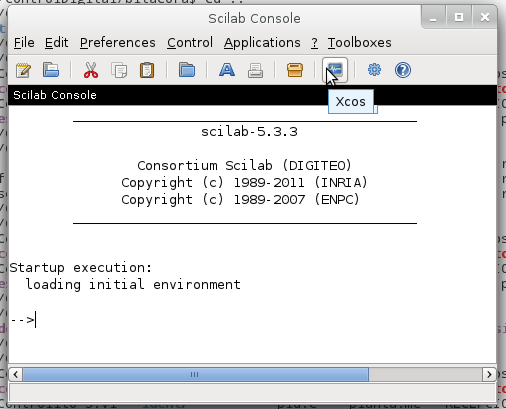 Scilab Console
File Edit Preferences Control Applications ? Toolboxes
Scilab Console
Xcos
scilab-5.3.3
Consortium Scilab (DIGITEO)
Copyright (c) 1989-2011 (INRIA)
Copyright (c) 1989-2007 (ENPC)
Startup execution:
loading initial environment
-->